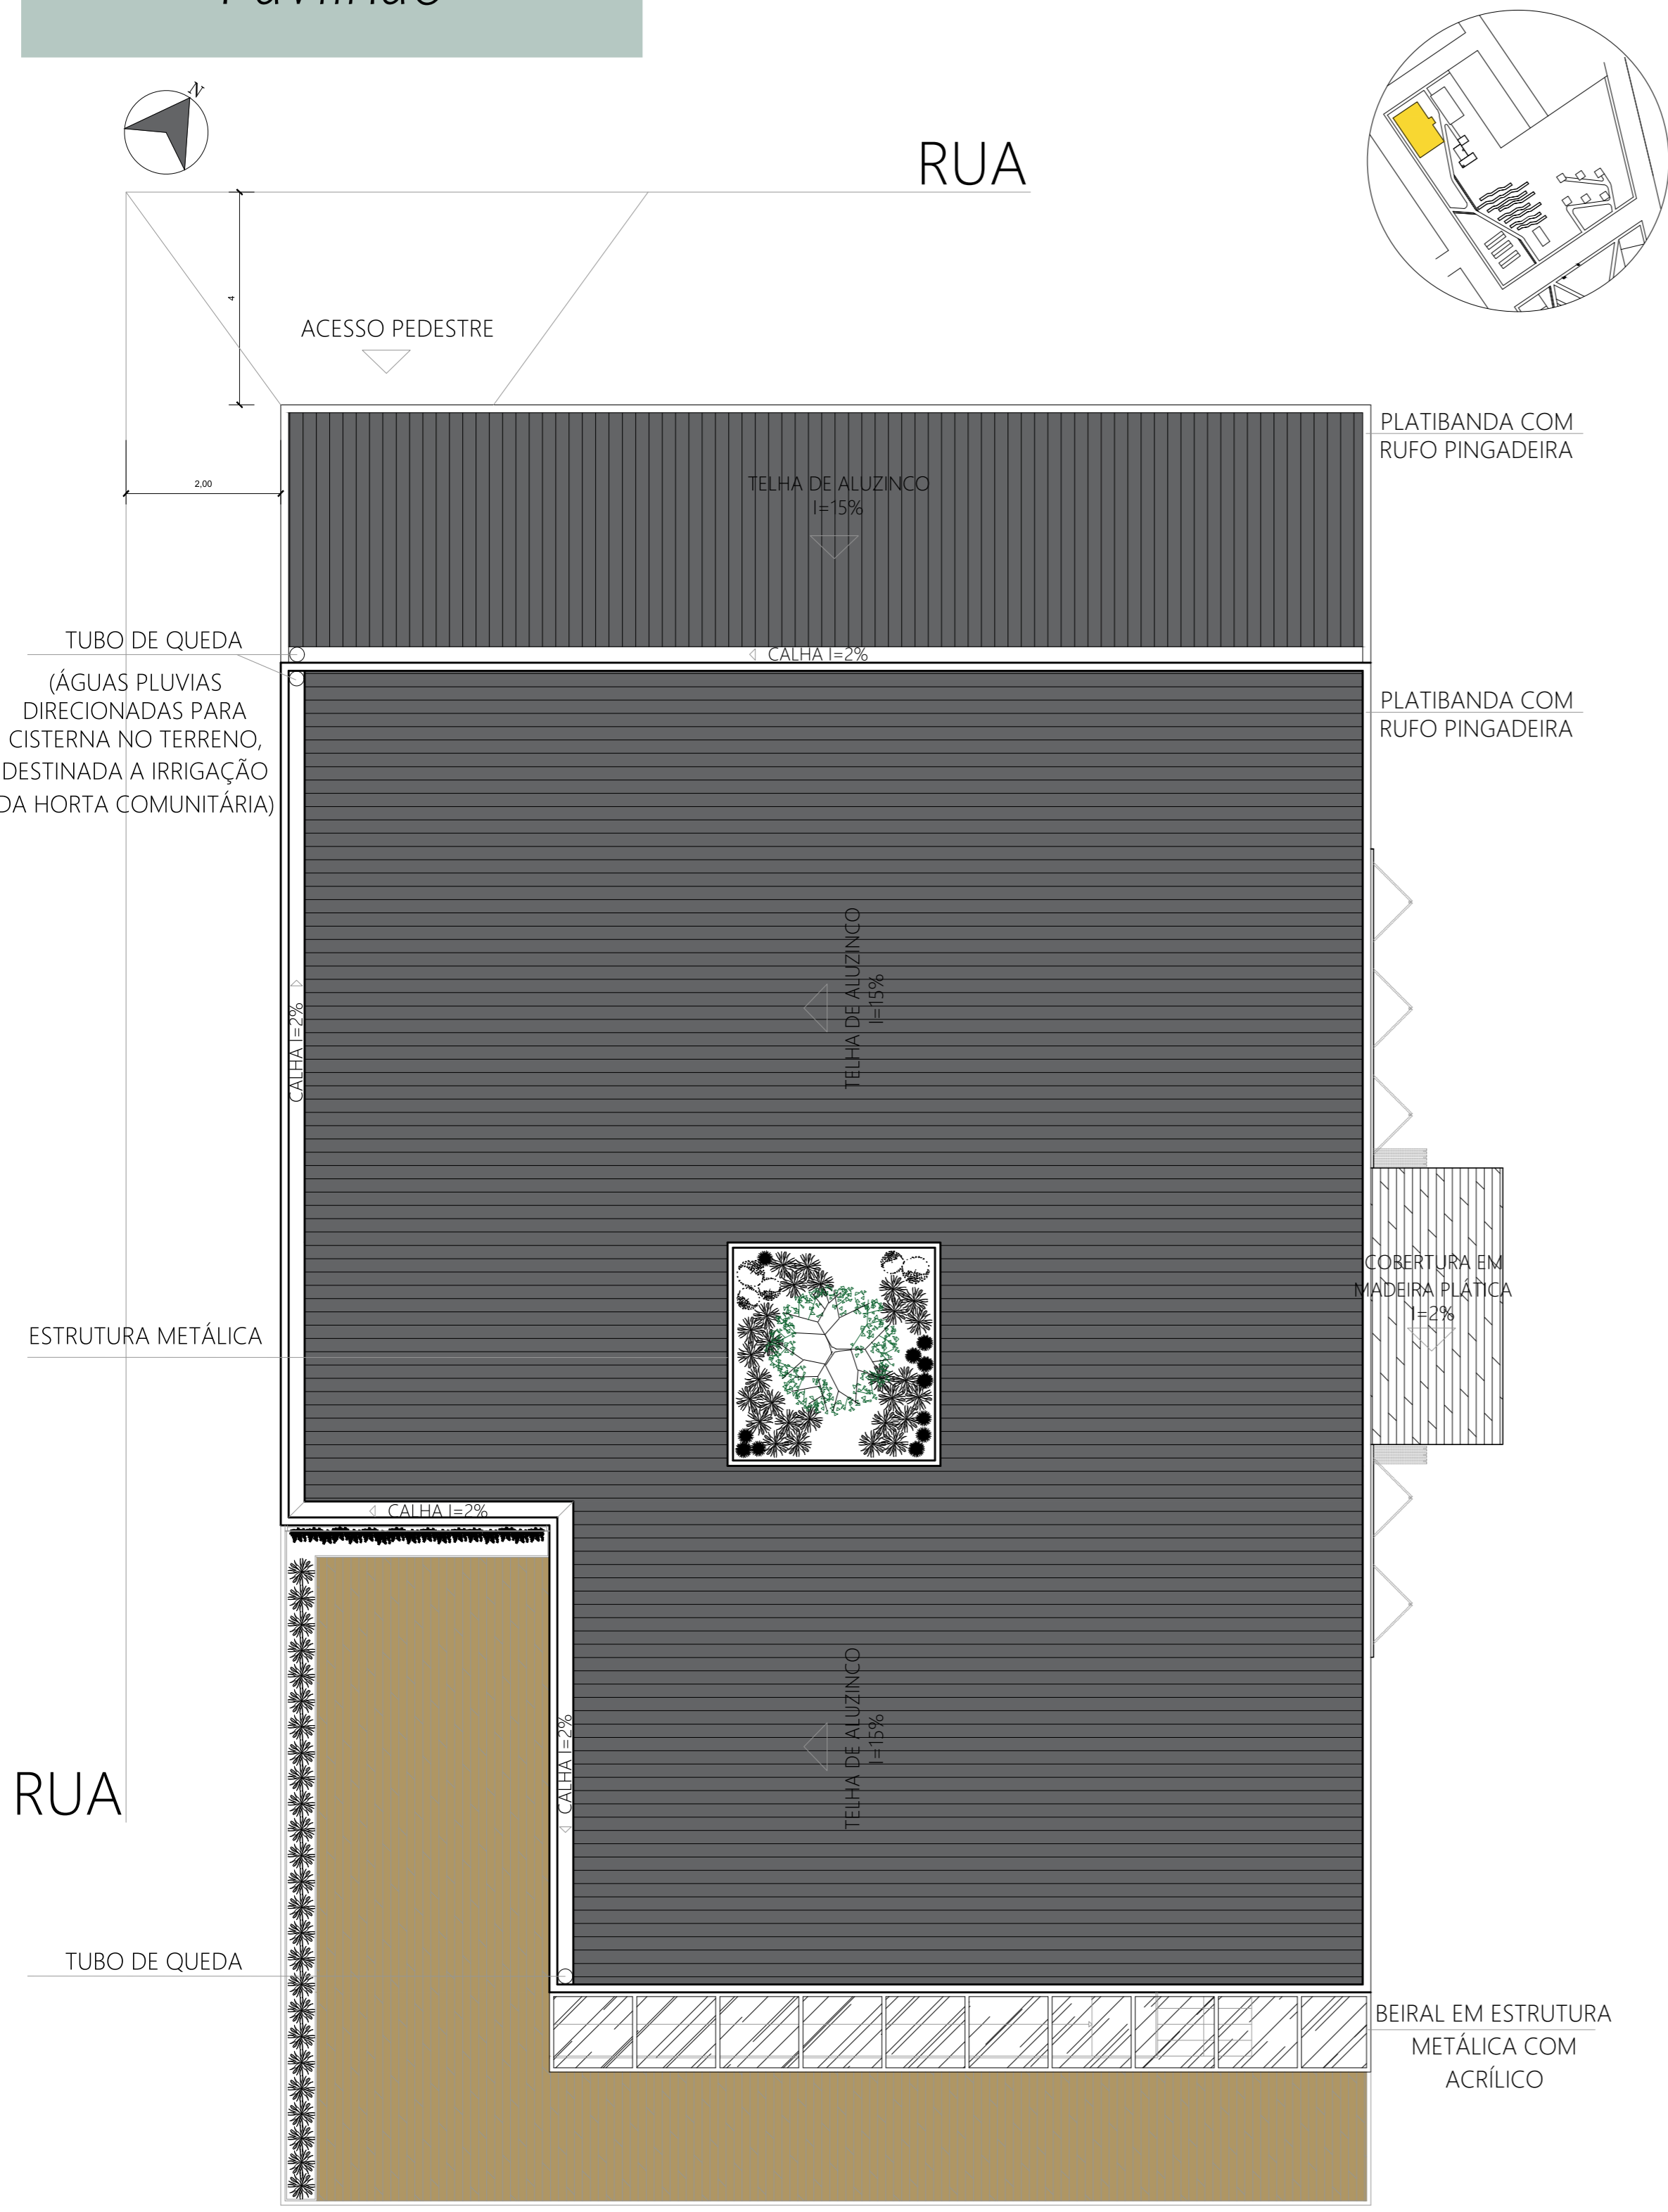 N
RUA
4
ACESSO PEDESTRE
PLATIBANDA COM
RUFO PINGADEIRA
2,00
TELHA DE ALUZINCO
I=15%
TUBO DE QUEDA
CALHA I=2%
(ÁGUAS PLUVIAS
DIRECIONADAS PARA
CISTERNA NO TERRENO,
DESTINADA A IRRIGAÇÃO
DA HORTA COMUNITÁRIA)
PLATIBANDA COM
RUFO PINGADEIRA
TELHA DE ALUZINCO
I=15%
CALHA I=2%
COBERTURA EM
MADEIRA PLÁTICA
I=2%
ESTRUTURA METÁLICA
CALHA I=2%
TELHA DE ALUZINCO
I=15%
CALHA I=2%
RUA
TUBO DE QUEDA
BEIRAL EM ESTRUTURA
METÁLICA COM
ACRÍLICO